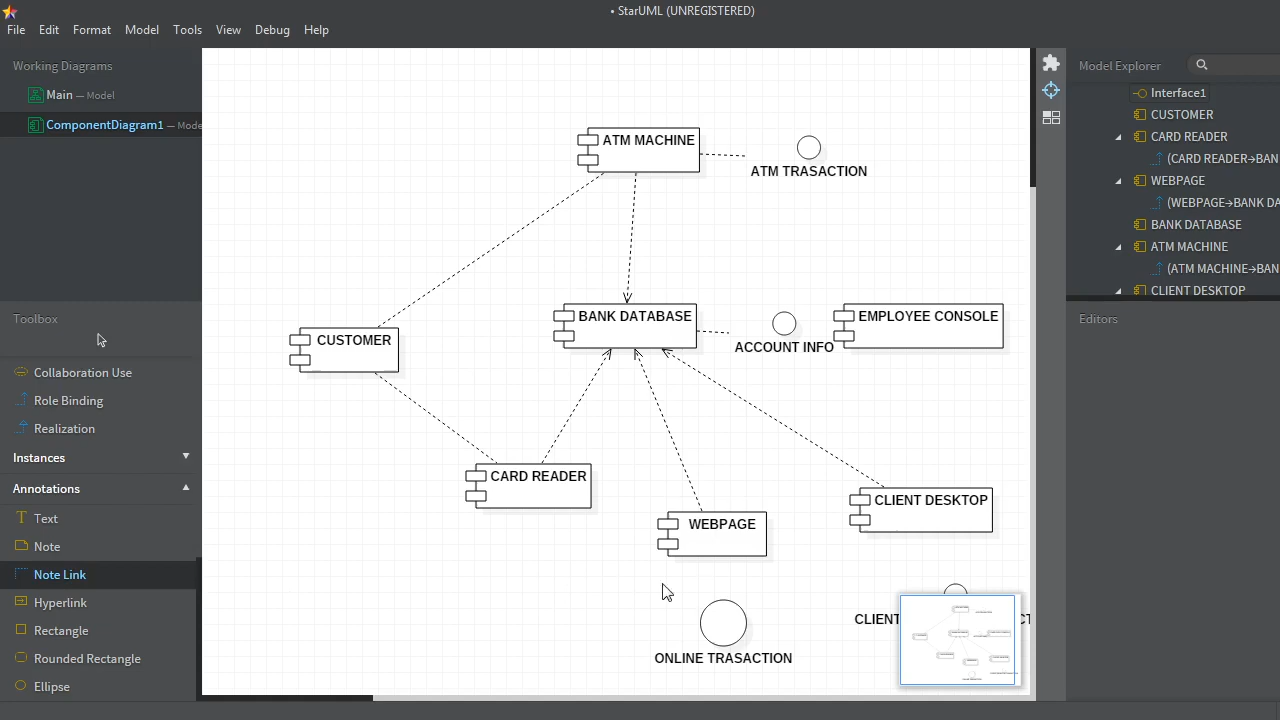 • StarUML (UNREGISTERED)
File Edit Format Model Tools View Debug Help
Working Diagrams
Main — Model
ComponentDiagram1 — Mode
Toolbox
Collaboration Use
Role Binding
Realization
Instances
Annotations
Text
Note
Note Link
Hyperlink
Rectangle
Rounded Rectangle
Ellipse
ATM MACHINE
ATM TRASACTION
BANK DATABASE
ACCOUNT INFO
EMPLOYEE CONSOLE
CUSTOMER
CARD READER
CLIENT DESKTOP
WEBPAGE
CLIENT
ONLINE TRASACTION
Model Explorer
Interface1
CUSTOMER
CARD READER
(CARD READER→BAN
WEBPAGE
(WEBPAGE→BANK DA
BANK DATABASE
ATM MACHINE
(ATM MACHINE→BAN
CLIENT DESKTOP
Editors